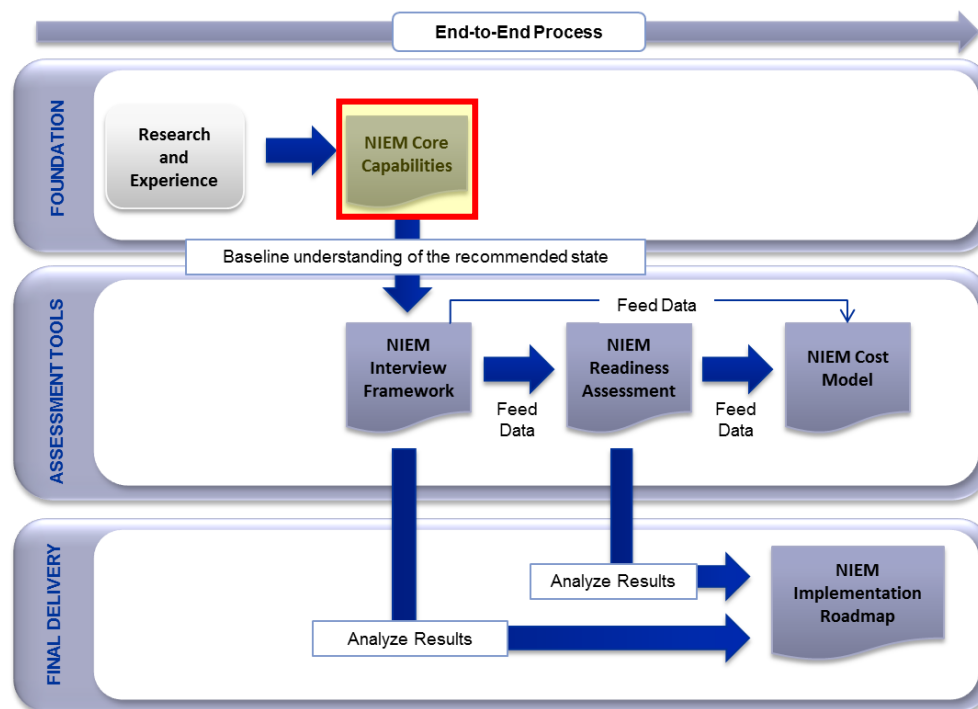 End-to-End Process
FOUNDATION
Research
and
Experience
NIEM Core
Capabilities
Baseline understanding of the recommended state
ASSESSMENT TOOLS
Feed Data
NIEM
Interview
Framework
Feed
Data
NIEM
Readiness
Assessment
Feed
Data
NIEM Cost
Model
FINAL DELIVERY
Analyze Results
Analyze Results
NIEM
Implementation
Roadmap